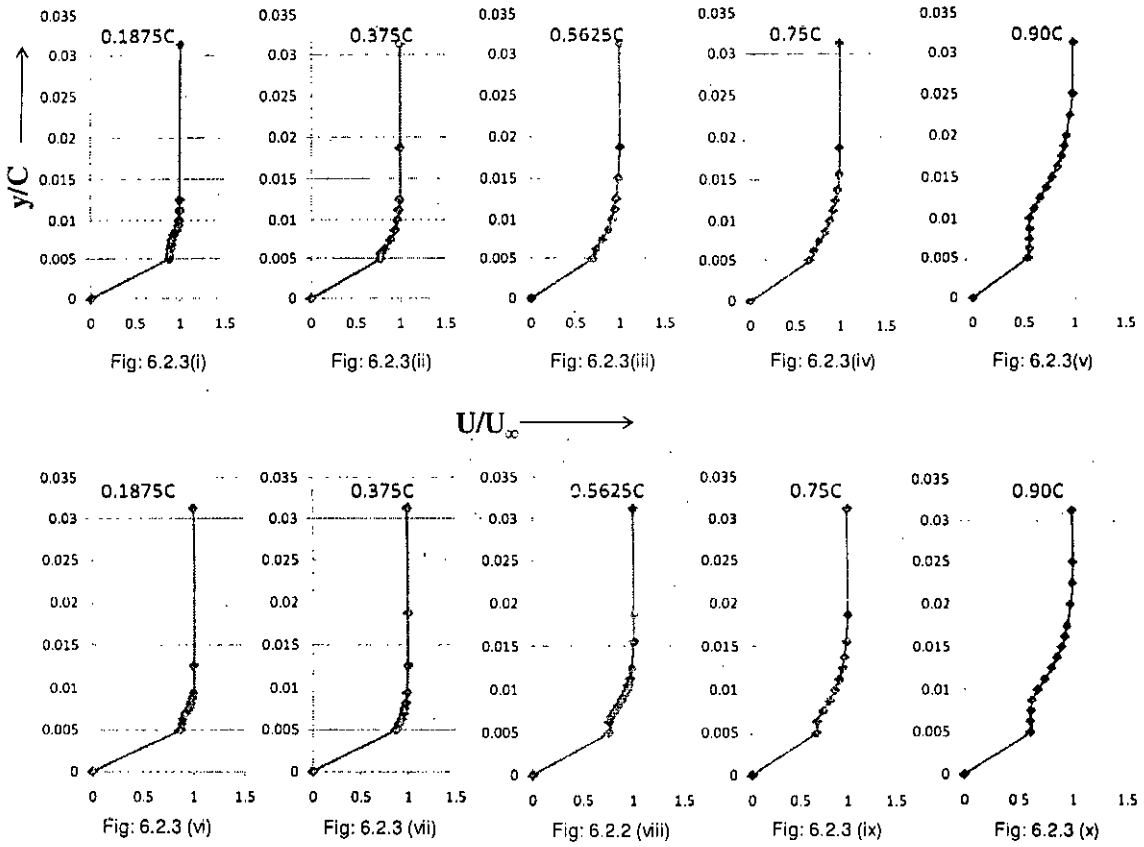 y/C
0.035
0.03
0.025
0.02
0.015
0.01
0.005
0
0.1875C
0 0.5 1 1.5
Fig: 6.2.3(i)
0.035
0.03
0.025
0.02
0.015
0.01
0.005
0
0.375C
0 0.5 1 1.5
Fig: 6.2.3(ii)
0.035
0.03
0.025
0.02
0.015
0.01
0.005
0
0.5625C
0 0.5 1 1.5
Fig: 6.2.3(iii)
0.035
0.03
0.025
0.02
0.015
0.01
0.005
0
0.75C
0 0.5 1 1.5
Fig: 6.2.3(iv)
0.035
0.03
0.025
0.02
0.015
0.01
0.005
0
0.90C
0 0.5 1 1.5
Fig: 6.2.3(v)
U/U∞
0.035
0.03
0.025
0.02
0.015
0.01
0.005
0
0.1875C
0 0.5 1 1.5
Fig: 6.2.3 (vi)
0.035
0.03
0.025
0.02
0.015
0.01
0.005
0
0.375C
0 0.5 1 1.5
Fig: 6.2.3 (vii)
0.035
0.03
0.025
0.02
0.015
0.01
0.005
0
0.5625C
0 0.5 1 1.5
Fig: 6.2.2 (viii)
0.035
0.03
0.025
0.02
0.015
0.01
0.005
0
0.75C
0 0.5 1 1.5
Fig: 6.2.3 (ix)
0.035
0.03
0.025
0.02
0.015
0.01
0.005
0
0.90C
0 0.5 1 1.5
Fig: 6.2.3 (x)